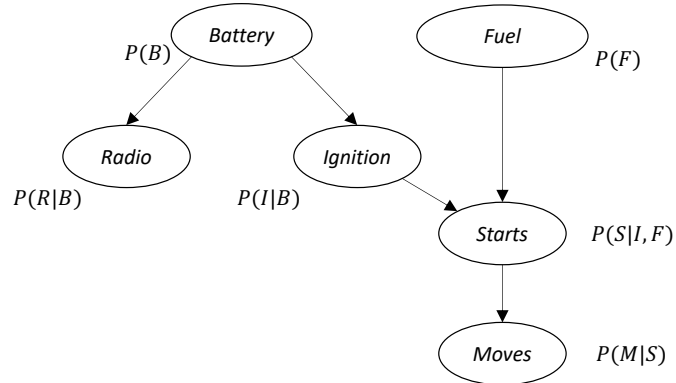 Battery
Fuel
P(B)
P(F)
Radio
Ignition
P(R|B)
P(I|B)
Starts
P(S|I, F)
Moves
P(M|S)